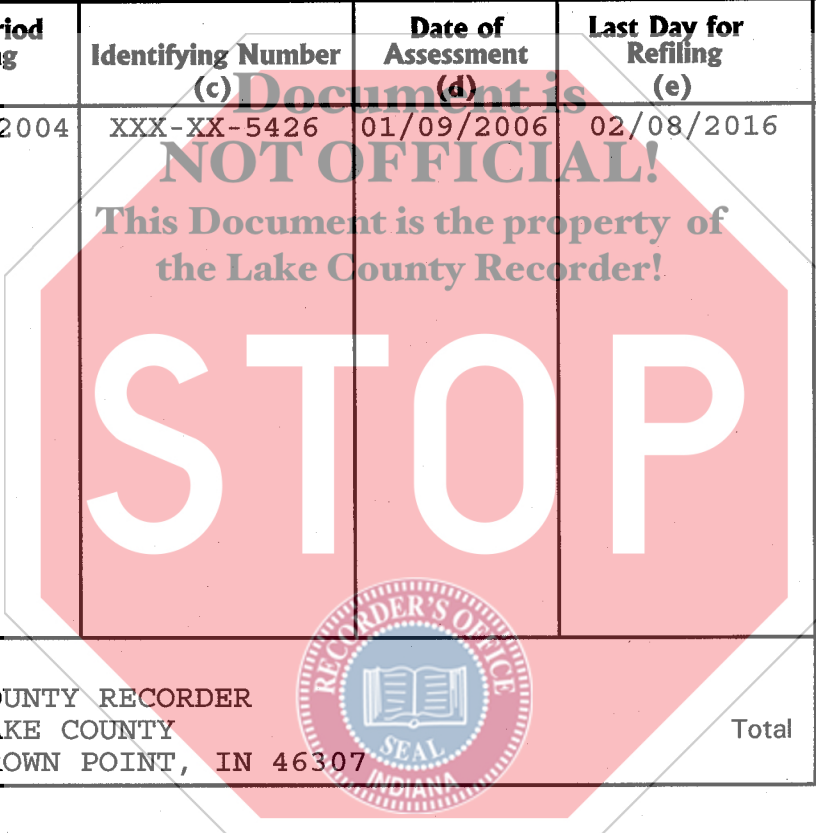 riod
g
Identifying Number
(c)
Date of
Assessment
(d)
Last Day for
Refiling
(e)
2004 XXX-XX-5426 01/09/2006 02/08/2016
Document is
NOT OFFICIAL!
This Document is the property of
the Lake County Recorder!
STOP
RECORDER'S OFFICE
SEAL
INDIANA
OUNTY RECORDER
AKE COUNTY
Total
OWN POINT, IN 46307